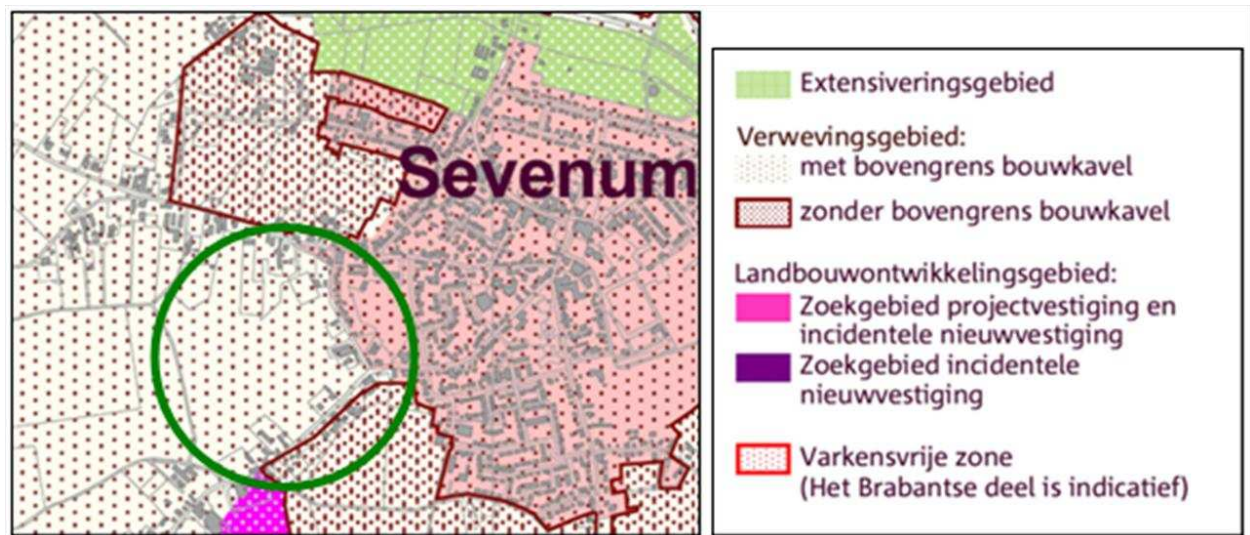 Sevenum
Extensiveringsgebied
Verwevingsgebied:
met bovengrens bouwkavel
zonder bovengrens bouwkavel
Landbouwontwikkelingsgebied:
Zoekgebied projectvestiging en
incidentele nieuwvestiging
Zoekgebied incidentele
nieuwvestiging
Varkensvrije zone
(Het Brabantse deel is indicatief)